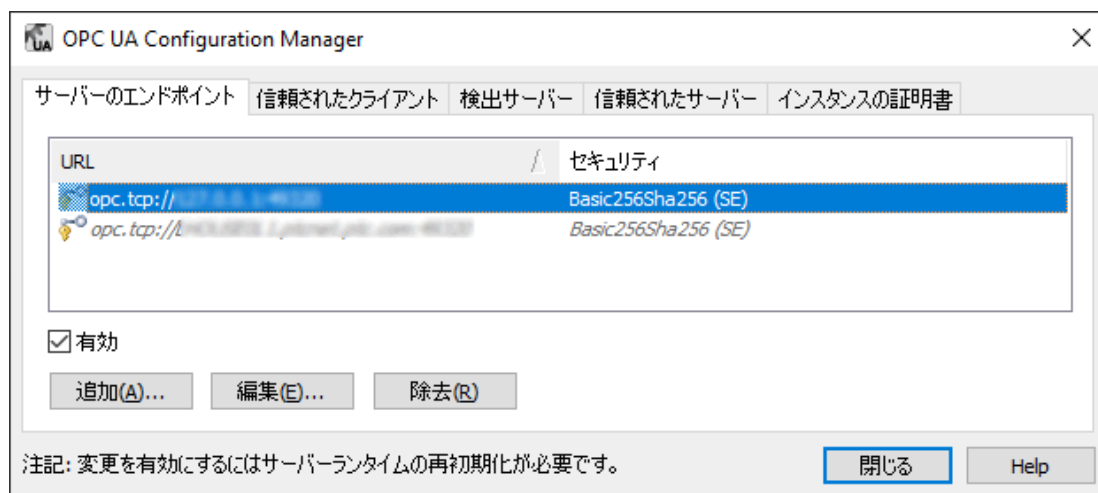 OPC UA Configuration Manager
サーバーのエンドポイント 信頼されたクライアント 検出サーバー 信頼されたサーバー インスタンスの証明書
URL セキュリティ
opc.tcp:// Basic256Sha256 (SE)
opc.tcp:// Basic256Sha256 (SE)
有効
追加(A)... 編集(E)... 除去(R)
注記: 変更を有効にするにはサーバーランタイムの再初期化が必要です。 閉じる Help